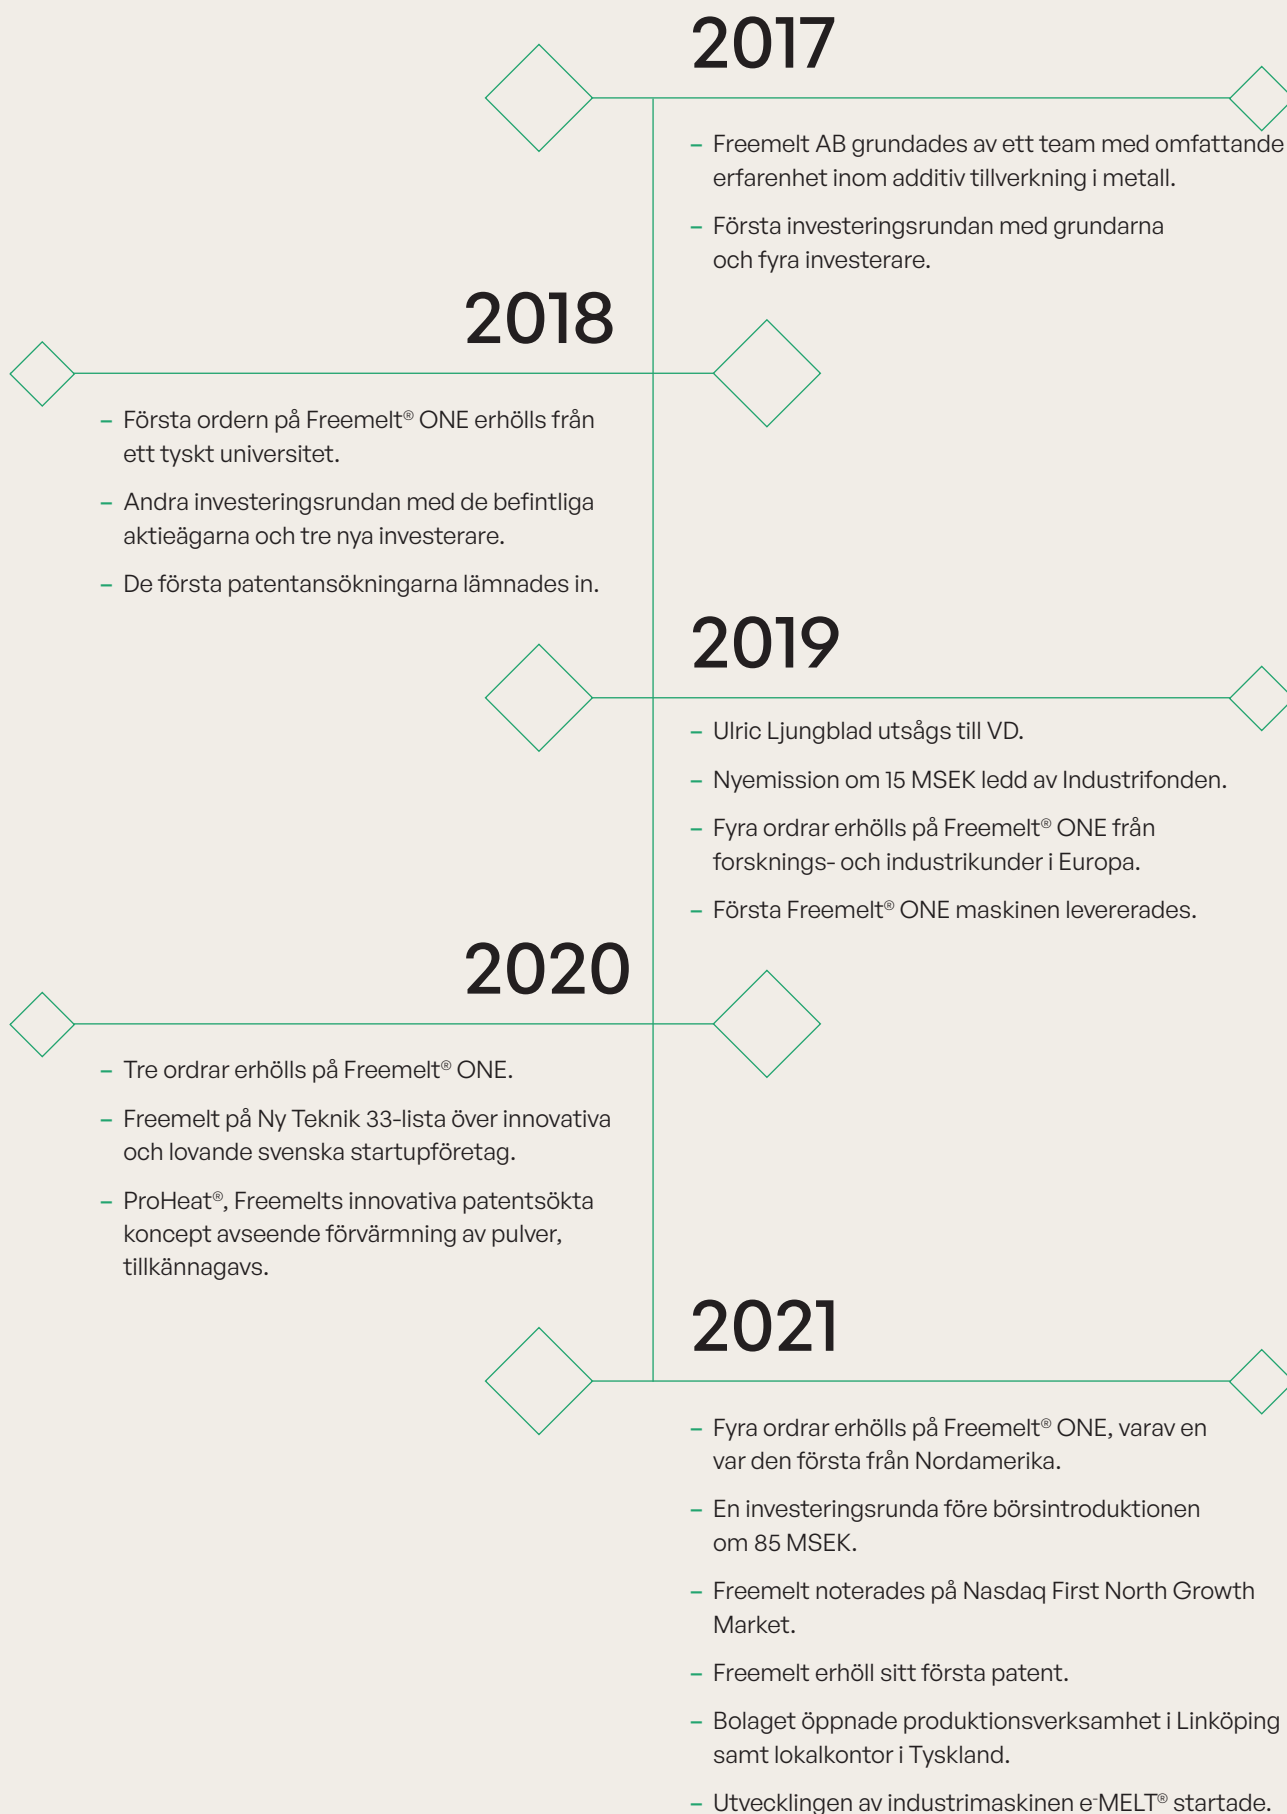 2017
– Freemelt AB grundades av ett team med omfattande
erfarenhet inom additiv tillverkning i metall.
– Första investeringsrundan med grundarna
och fyra investerare.
2018
– Första ordern på Freemelt® ONE erhölls från
ett tyskt universitet.
– Andra investeringsrundan med de befintliga
aktieägarna och tre nya investerare.
– De första patentansökningarna lämnades in.
2019
– Ulric Ljungblad utsågs till VD.
– Nyemission om 15 MSEK ledd av Industrifonden.
– Fyra ordrar erhölls på Freemelt® ONE från
forsknings- och industrikunder i Europa.
– Första Freemelt® ONE maskinen levererades.
2020
– Tre ordrar erhölls på Freemelt® ONE.
– Freemelt på Ny Teknik 33-lista över innovativa
och lovande svenska startupföretag.
– ProHeat®, Freemelts innovativa patentsökta
koncept avseende förvärmning av pulver,
tillkännagavs.
2021
– Fyra ordrar erhölls på Freemelt® ONE, varav en
var den första från Nordamerika.
– En investeringsrunda före börsintroduktionen
om 85 MSEK.
– Freemelt noterades på Nasdaq First North Growth
Market.
– Freemelt erhöll sitt första patent.
– Bolaget öppnade produktionsverksamhet i Linköping
samt lokalkontor i Tyskland.
– Utvecklingen av industrimaskinen e⁻MELT® startade.